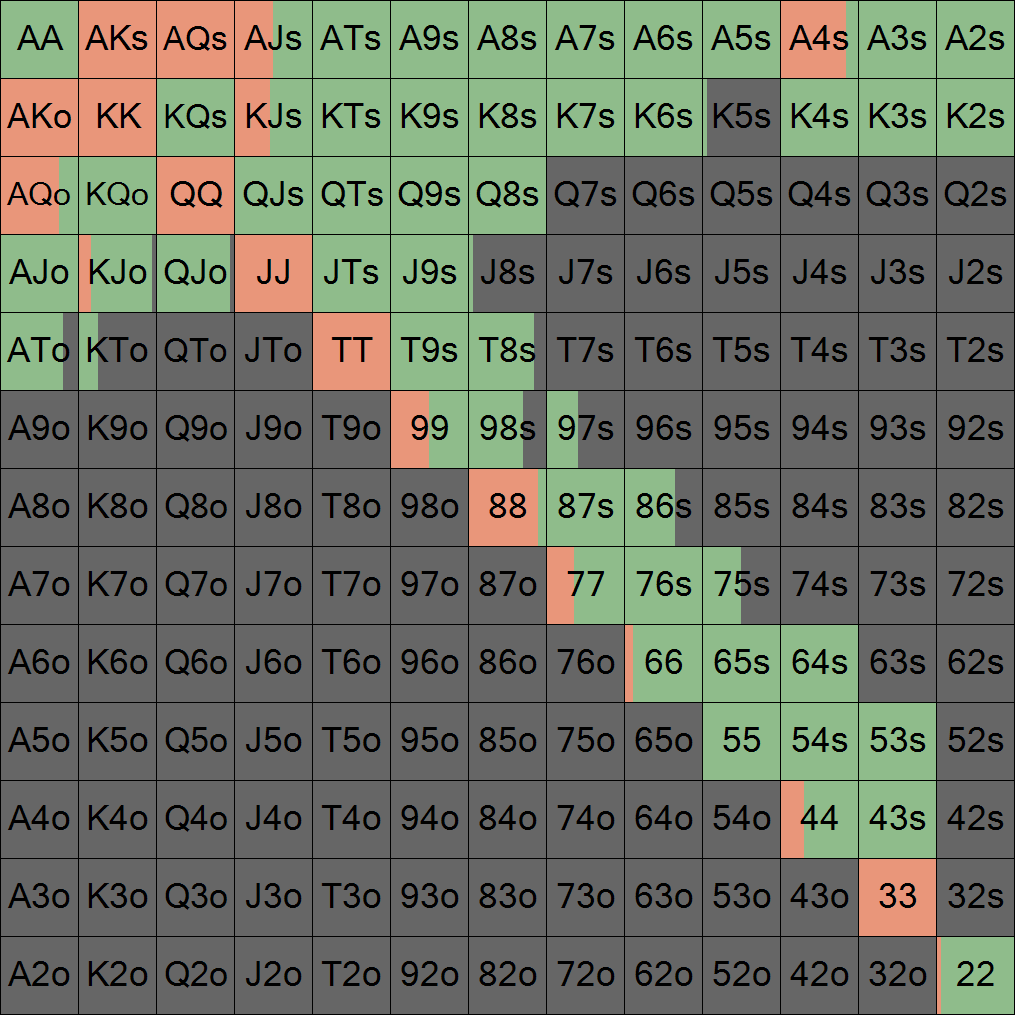 AA AKs AQs AJs ATs A9s A8s A7s A6s A5s A4s A3s A2s
AKo KK KQs KJs KTs K9s K8s K7s K6s K5s K4s K3s K2s
AQo KQo QQ QJs QTs Q9s Q8s Q7s Q6s Q5s Q4s Q3s Q2s
AJo KJo QJo JJ JTs J9s J8s J7s J6s J5s J4s J3s J2s
ATo KTo QTo JTo TT T9s T8s T7s T6s T5s T4s T3s T2s
A9o K9o Q9o J9o T9o 99 98s 97s 96s 95s 94s 93s 92s
A8o K8o Q8o J8o T8o 98o 88 87s 86s 85s 84s 83s 82s
A7o K7o Q7o J7o T7o 97o 87o 77 76s 75s 74s 73s 72s
A6o K6o Q6o J6o T6o 96o 86o 76o 66 65s 64s 63s 62s
A5o K5o Q5o J5o T5o 95o 85o 75o 65o 55 54s 53s 52s
A4o K4o Q4o J4o T4o 94o 84o 74o 64o 54o 44 43s 42s
A3o K3o Q3o J3o T3o 93o 83o 73o 63o 53o 43o 33 32s
A2o K2o Q2o J2o T2o 92o 82o 72o 62o 52o 42o 32o 22